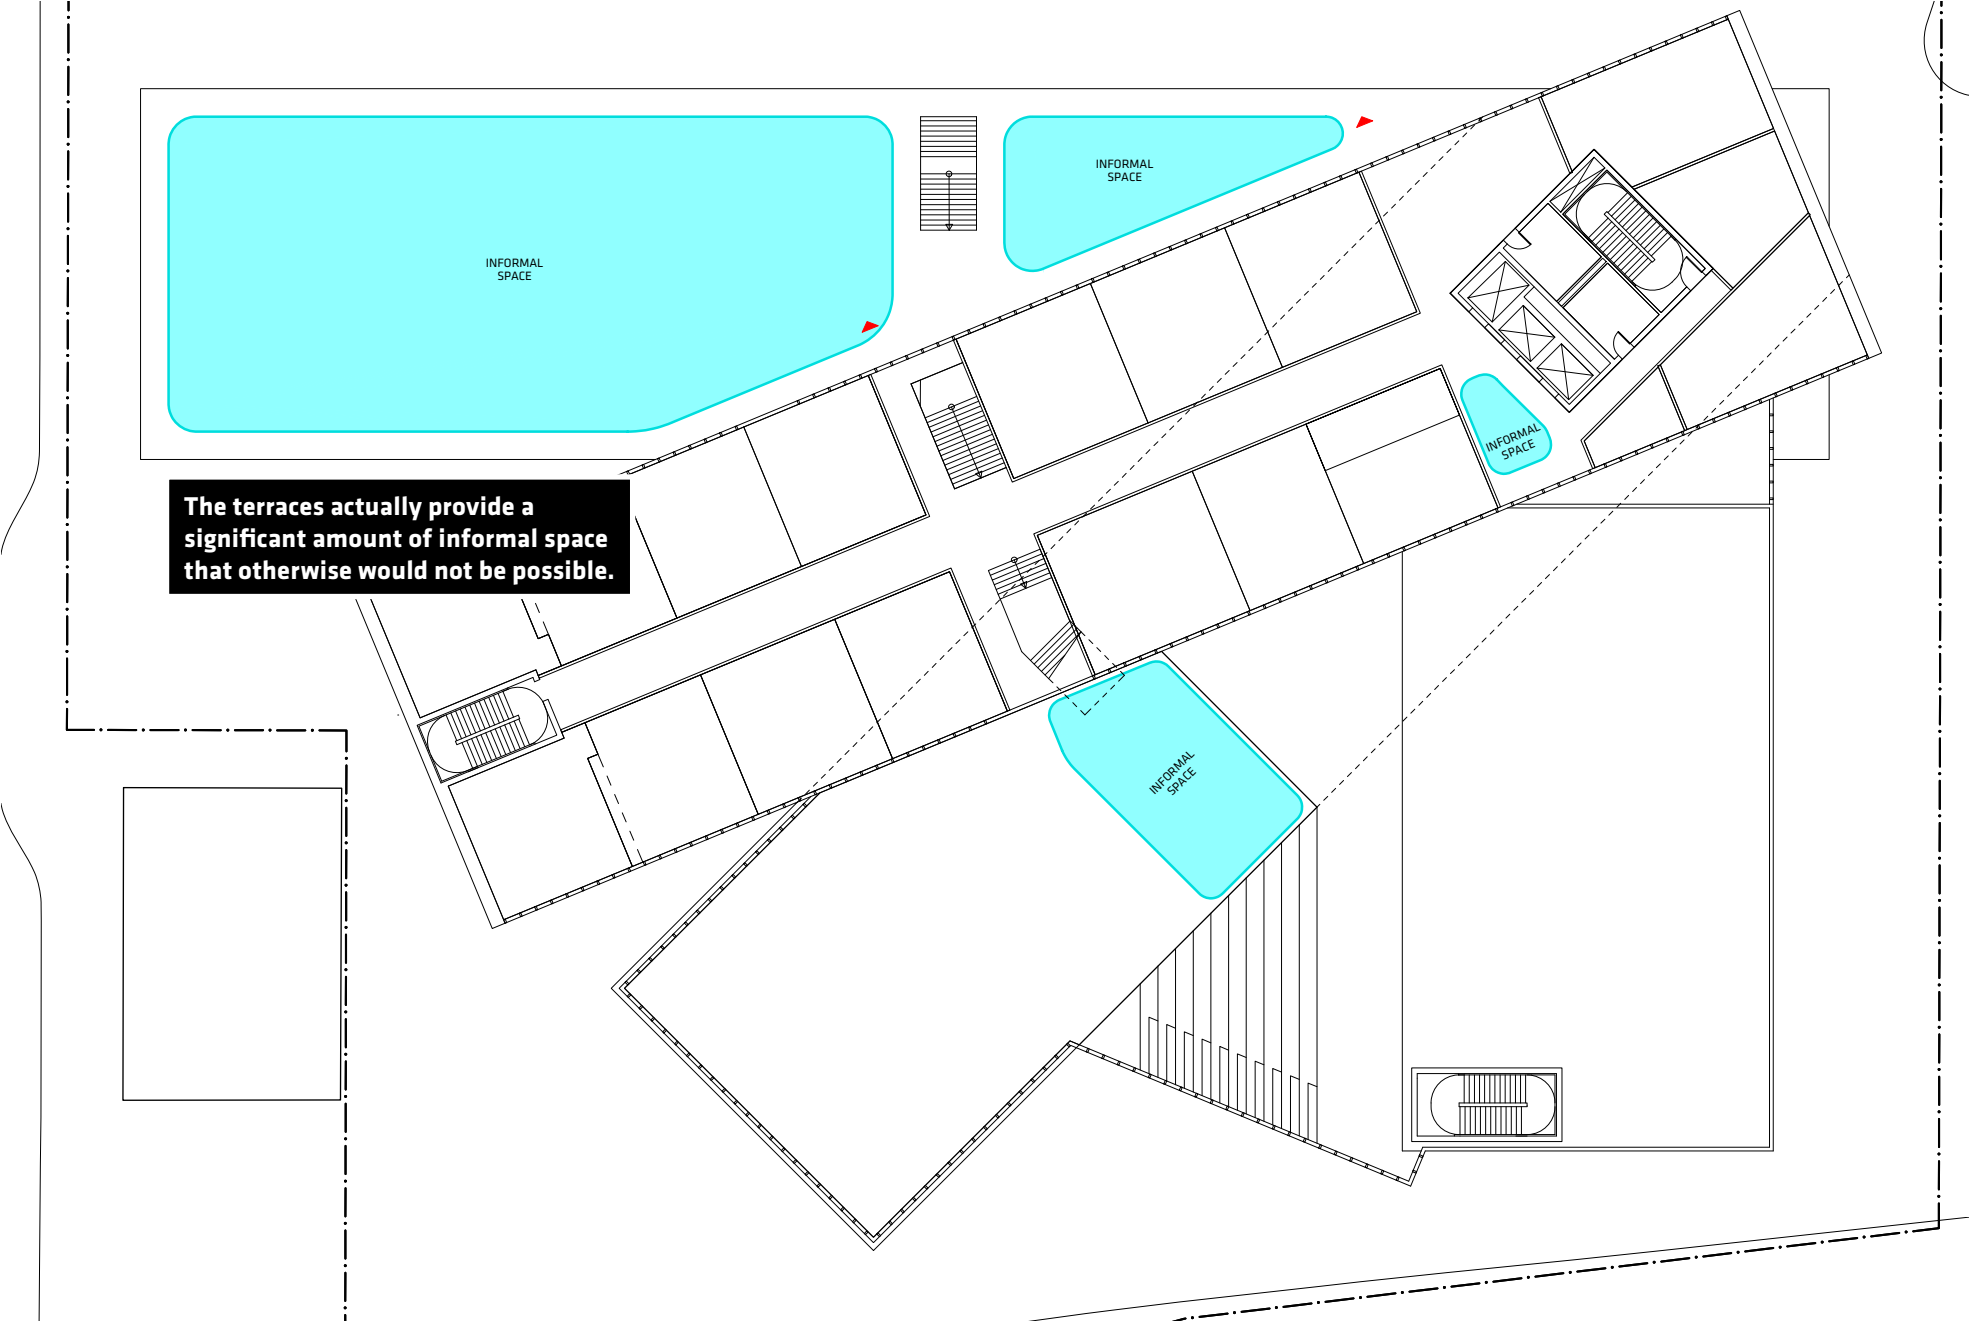 INFORMAL
SPACE
INFORMAL
SPACE
INFORMAL
SPACE
The terraces actually provide a
significant amount of informal space
that otherwise would not be possible.
INFORMAL
SPACE